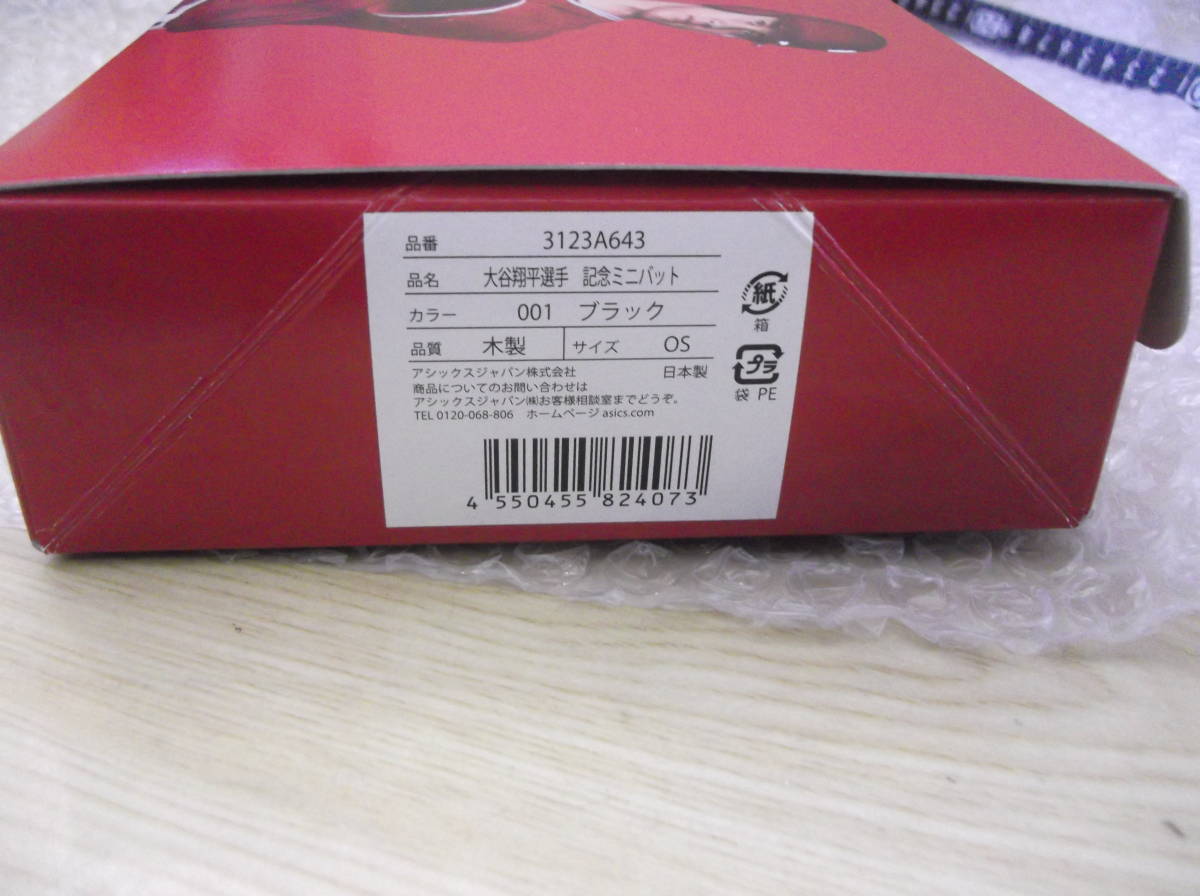 品番 3123A643
品名 大谷翔平選手 記念ミニバット
カラー 001 ブラック
品質 木製 サイズ OS
アシックスジャパン株式会社 日本製
商品についてのお問い合わせは
アシックスジャパン㈱お客様相談室までどうぞ。
TEL 0120-068-806 ホームページ asics.com
4 550455 824073
紙
箱
プラ
袋 PE